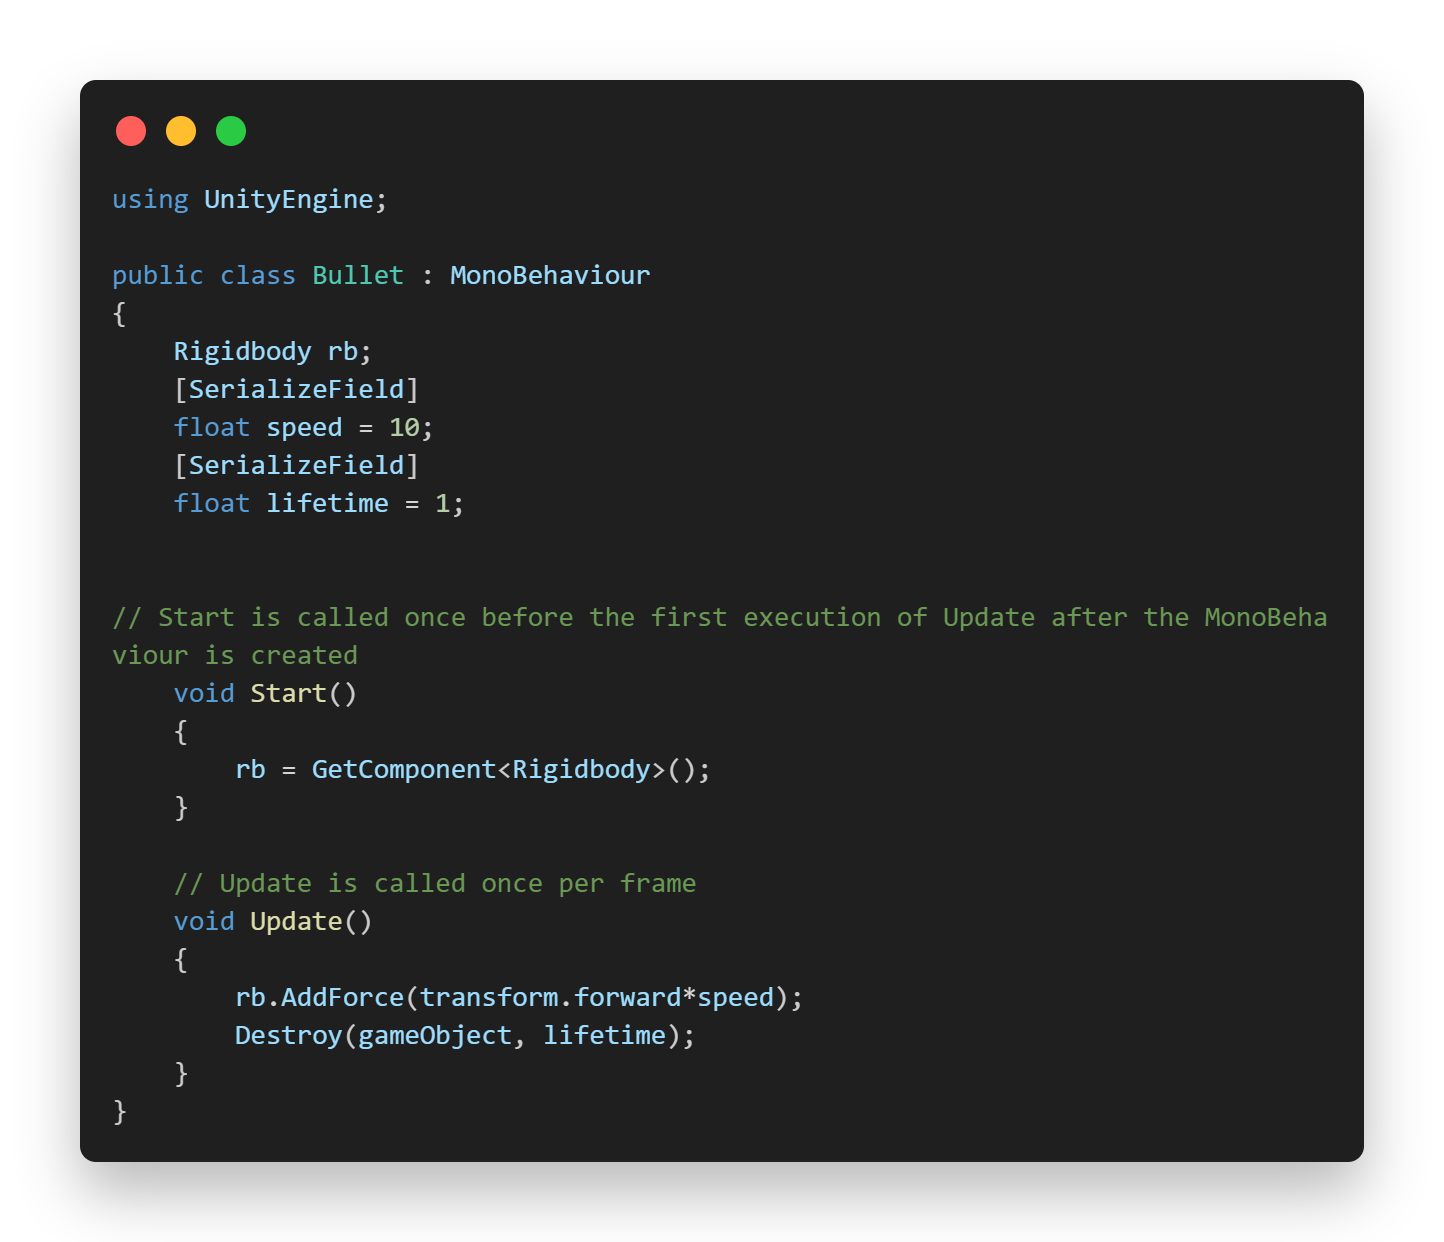 using UnityEngine;
public class Bullet : MonoBehaviour
{
    Rigidbody rb;
    [SerializeField]
    float speed = 10;
    [SerializeField]
    float lifetime = 1;
// Start is called once before the first execution of Update after the MonoBeha
viour is created
    void Start()
    {
        rb = GetComponent<Rigidbody>();
    }
    // Update is called once per frame
    void Update()
    {
        rb.AddForce(transform.forward*speed);
        Destroy(gameObject, lifetime);
    }
}